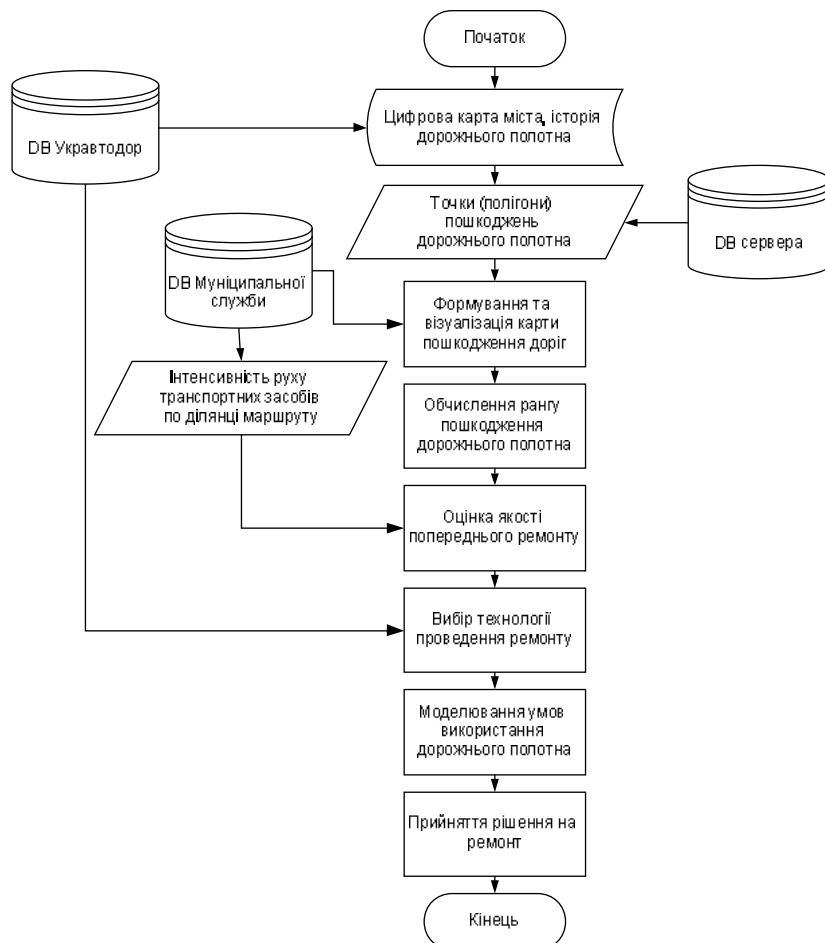 Початок
Цифрова карта міста, історія
дорожнього полотна
DB Укравтодор
Точки (полігони)
пошкоджень
дорожнього полотна
DB сервера
DB Муніципальної
служби
Формування та
візуалізація карти
пошкодження доріг
Інтенсивність руху
транспортних засобів
по ділянці маршруту
Обчислення рангу
пошкодження
дорожнього полотна
Оцінка якості
попереднього ремонту
Вибір технології
проведення ремонту
Моделювання умов
використання
дорожнього полотна
Прийняття рішення на
ремонт
Кінець